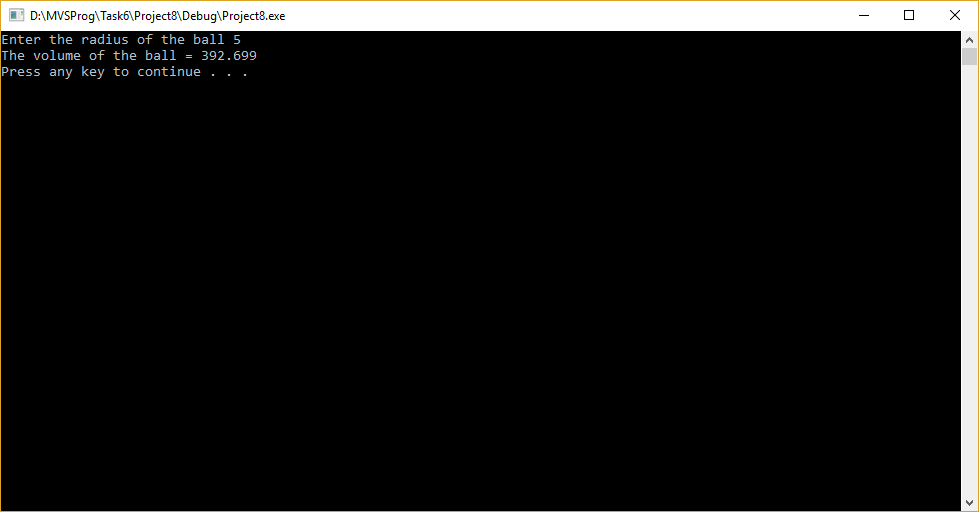 D:\MVSProg\Task6\Project8\Debug\Project8.exe
Enter the radius of the ball 5
The volume of the ball = 392.699
Press any key to continue . . .